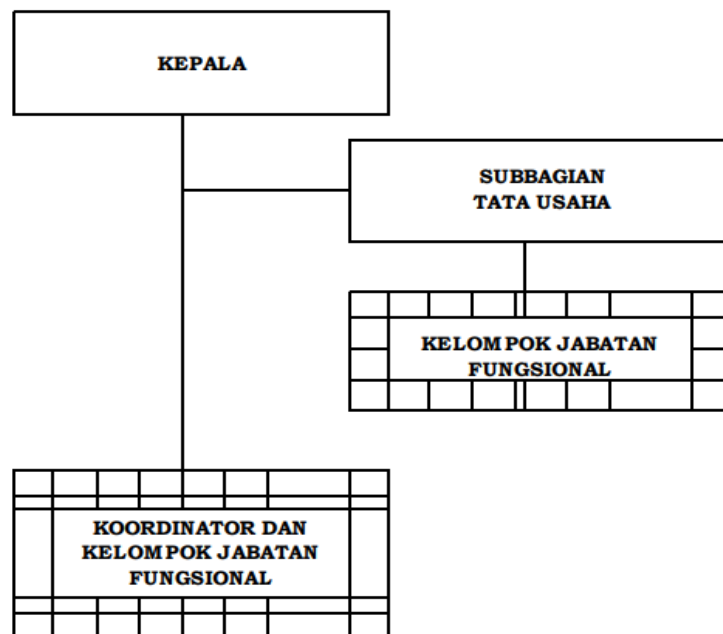 KEPALA
SUBBAGIAN
TATA USAHA
KELOMPOK JABATAN
FUNGSIONAL
KOORDINATOR DAN
KELOMPOK JABATAN
FUNGSIONAL